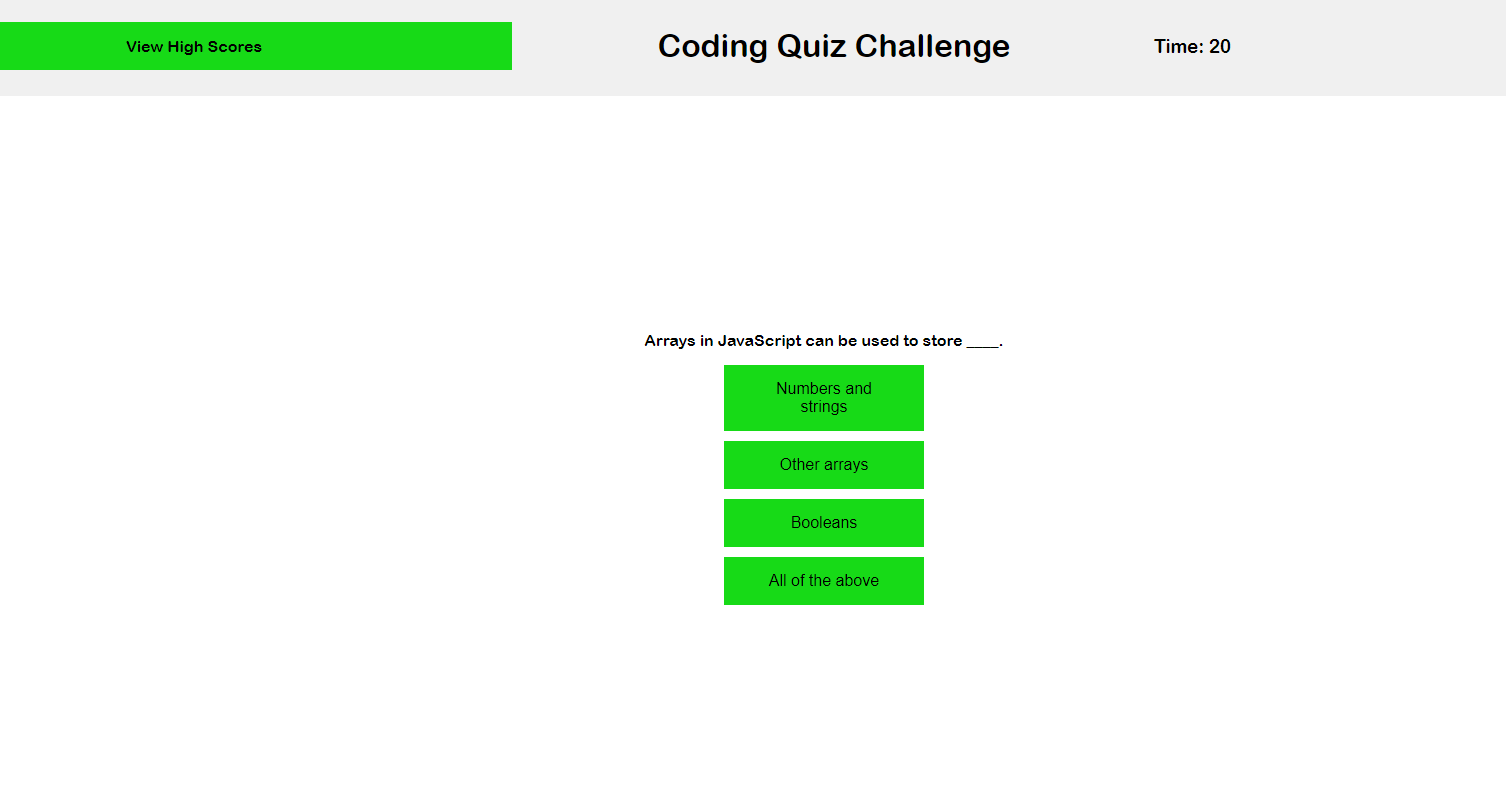 View High Scores
Coding Quiz Challenge
Time: 20
Arrays in JavaScript can be used to store ____.
Numbers and
strings
Other arrays
Booleans
All of the above